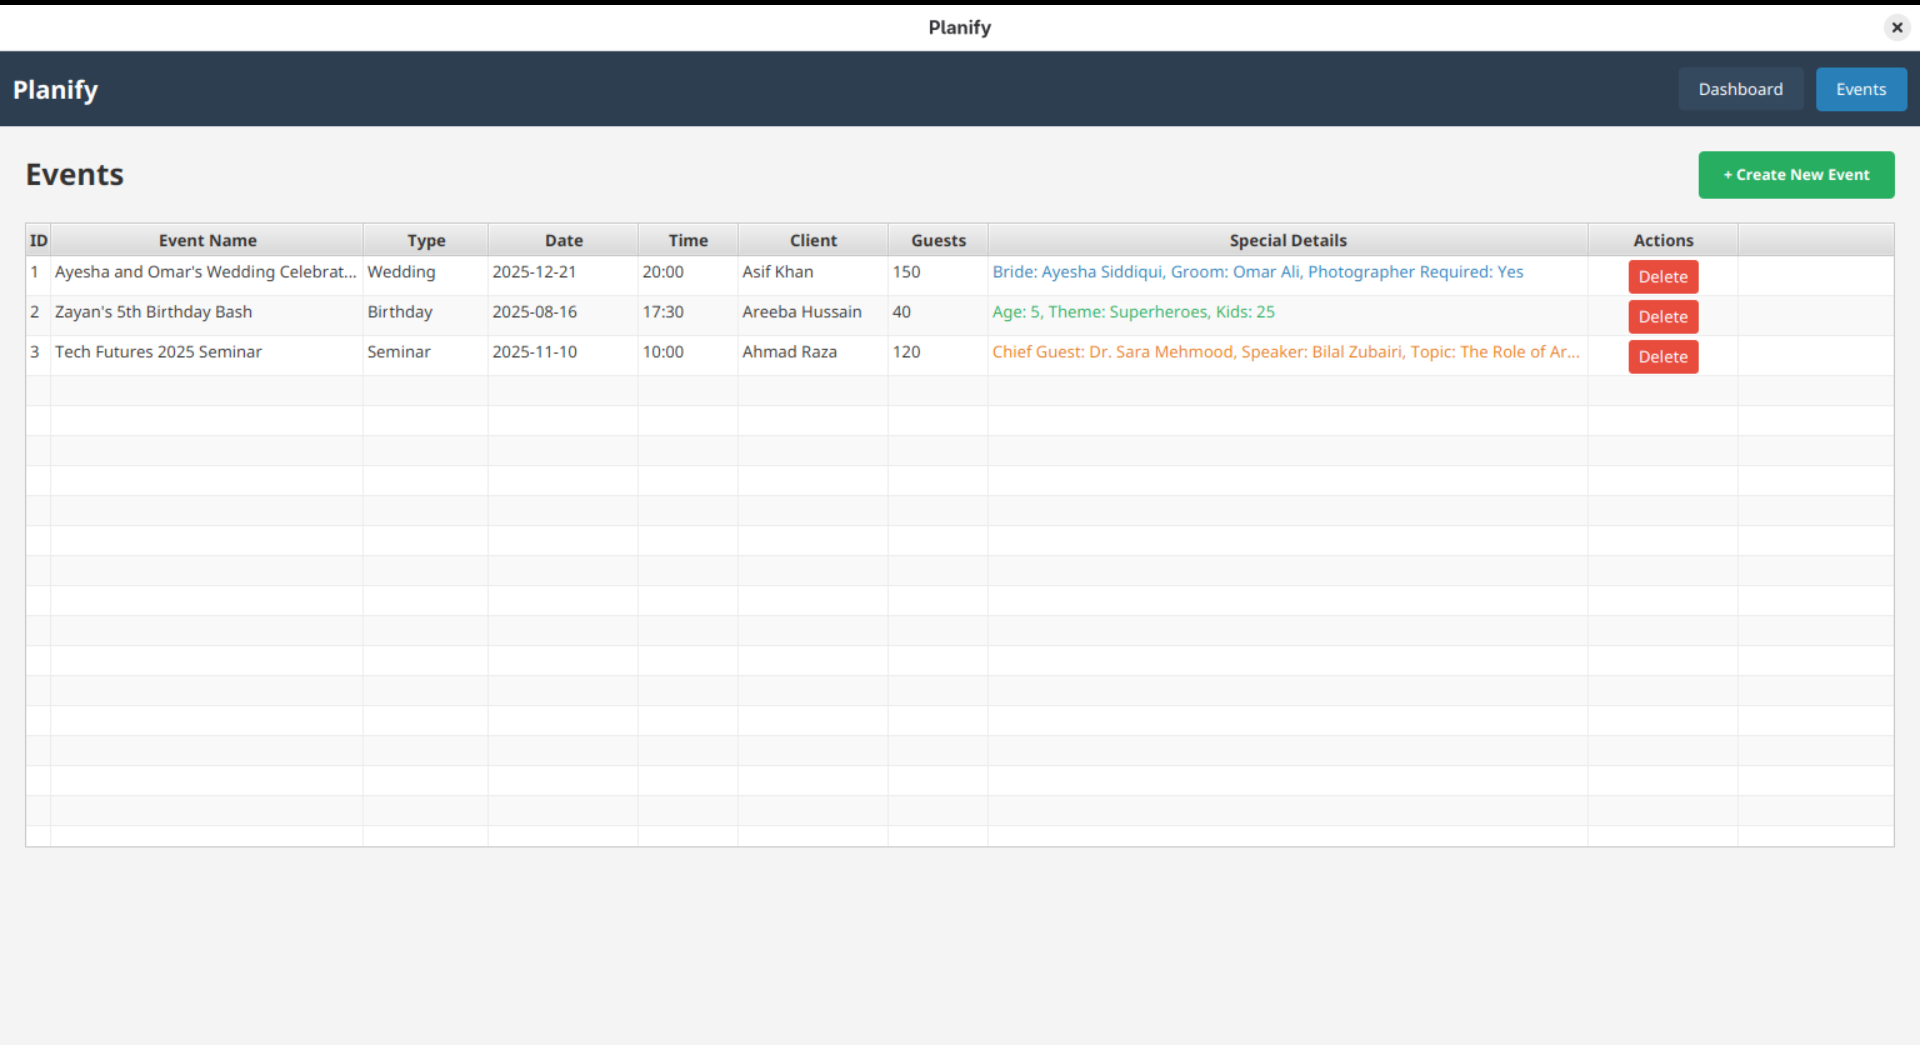 Planify
Planify Dashboard Events
Events + Create New Event
ID Event Name Type Date Time Client Guests Special Details Actions
1 Ayesha and Omar's Wedding Celebrat... Wedding 2025-12-21 20:00 Asif Khan 150 Bride: Ayesha Siddiqui, Groom: Omar Ali, Photographer Required: Yes Delete
2 Zayan's 5th Birthday Bash Birthday 2025-08-16 17:30 Areeba Hussain 40 Age: 5, Theme: Superheroes, Kids: 25 Delete
3 Tech Futures 2025 Seminar Seminar 2025-11-10 10:00 Ahmad Raza 120 Chief Guest: Dr. Sara Mehmood, Speaker: Bilal Zubairi, Topic: The Role of Ar... Delete